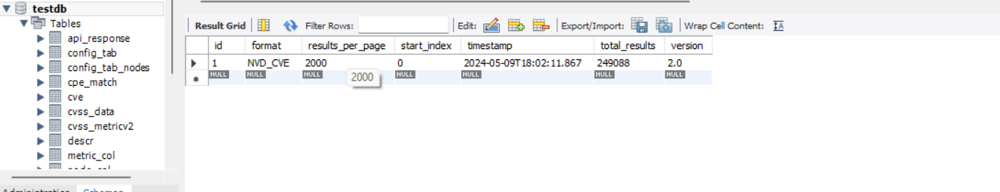 testdb
Tables
api_response
config_tab
config_tab_nodes
cpe_match
cve
cvss_data
cvss_metricv2
descr
metric_col
Schemas
Result Grid Filter Rows: Edit: Export/Import: Wrap Cell Content: IA
id format results_per_page start_index timestamp total_results version
1 NVD_CVE 2000 0 2024-05-09T18:02:11.867 249088 2.0
NULL NULL NULL NULL NULL NULL NULL
2000